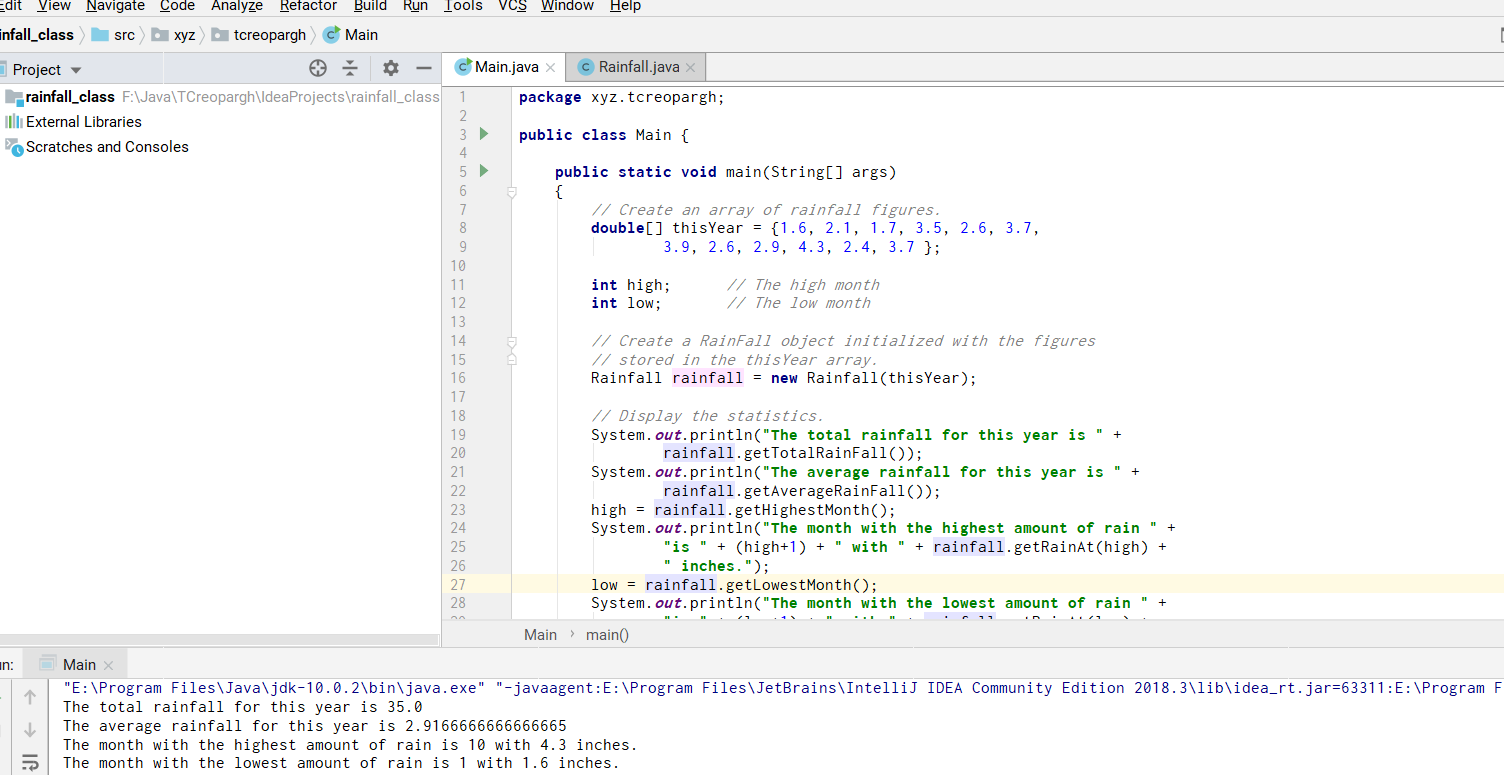 Edit View Navigate Code Analyze Refactor Build Run Tools VCS Window Help
infall_class src xyz tcreopargh Main
Project Main.java Rainfall.java
rainfall_class F:\Java\TCreopargh\IdeaProjects\rainfall_class
External Libraries
Scratches and Consoles
1 package xyz.tcreopargh;
2
3 public class Main {
4
5 public static void main(String[] args)
6 {
7 // Create an array of rainfall figures.
8 double[] thisYear = {1.6, 2.1, 1.7, 3.5, 2.6, 3.7,
9 3.9, 2.6, 2.9, 4.3, 2.4, 3.7 };
10
11 int high; // The high month
12 int low; // The low month
13
14 // Create a RainFall object initialized with the figures
15 // stored in the thisYear array.
16 Rainfall rainfall = new Rainfall(thisYear);
17
18 // Display the statistics.
19 System.out.println("The total rainfall for this year is " +
20 rainfall.getTotalRainFall());
21 System.out.println("The average rainfall for this year is " +
22 rainfall.getAverageRainFall());
23 high = rainfall.getHighestMonth();
24 System.out.println("The month with the highest amount of rain " +
25 "is " + (high+1) + " with " + rainfall.getRainAt(high) +
26 " inches.");
27 low = rainfall.getLowestMonth();
28 System.out.println("The month with the lowest amount of rain " +
Main › main()
un: Main
"E:\Program Files\Java\jdk-10.0.2\bin\java.exe" "-javaagent:E:\Program Files\JetBrains\IntelliJ IDEA Community Edition 2018.3\lib\idea_rt.jar=63311:E:\Program F
The total rainfall for this year is 35.0
The average rainfall for this year is 2.9166666666666665
The month with the highest amount of rain is 10 with 4.3 inches.
The month with the lowest amount of rain is 1 with 1.6 inches.